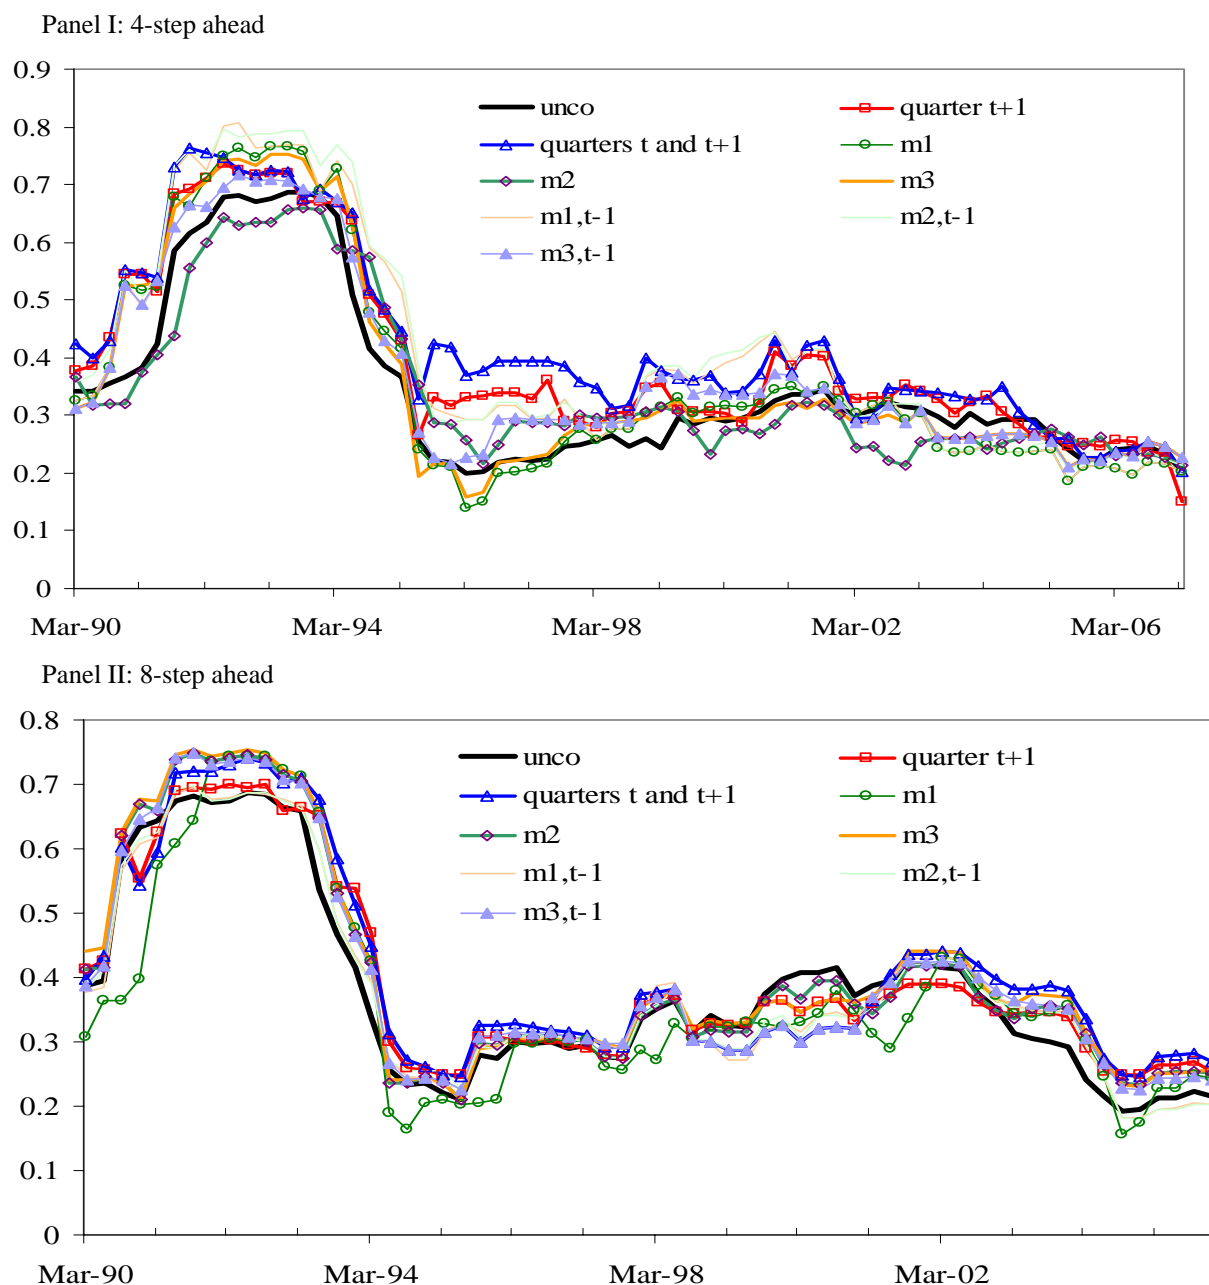 Panel I: 4-step ahead
0.9
0.8
0.7
0.6
0.5
0.4
0.3
0.2
0.1
0
unco
quarter t+1
quarters t and t+1
m1
m2
m3
m1,t-1
m2,t-1
m3,t-1
Mar-90 Mar-94 Mar-98 Mar-02 Mar-06
Panel II: 8-step ahead
0.8
0.7
0.6
0.5
0.4
0.3
0.2
0.1
0
unco
quarter t+1
quarters t and t+1
m1
m2
m3
m1,t-1
m2,t-1
m3,t-1
Mar-90 Mar-94 Mar-98 Mar-02